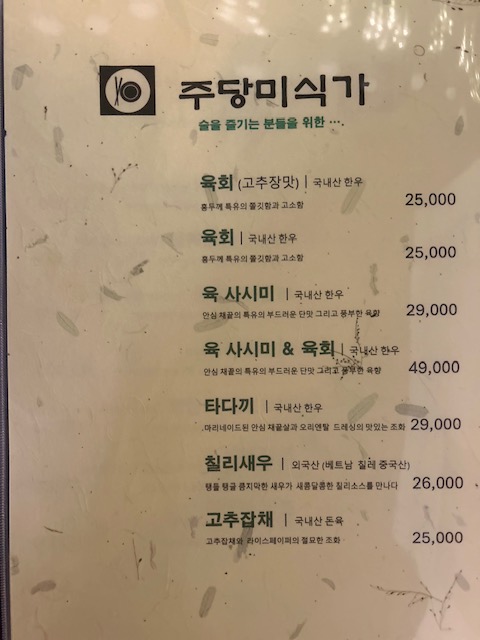 주당미식가
술을 즐기는 분들을 위한 ....
육회 (고추장맛) | 국내산 한우
홍두께 특유의 쫄깃함과 고소함
25,000
육회 | 국내산 한우
홍두께 특유의 쫄깃함과 고소함
25,000
육 사시미 | 국내산 한우
안심 채끝의 특유의 부드러운 단맛 그리고 풍부한 육향
29,000
육 사시미 & 육회 | 국내산 한우
안심 채끝의 특유의 부드러운 단맛 그리고 풍부한 육향
49,000
타다끼 | 국내산 한우
마리네이드된 안심 채끝살과 오리엔탈 드레싱의 맛있는 조화
29,000
칠리새우 | 외국산 (베트남 칠레 중국산)
탱글 탱글 큼지막한 새우가 새콤달콤한 칠리소스를 만나다
26,000
고추잡채 | 국내산 돈육
고추잡채와 라이스페이퍼의 절묘한 조화
25,000